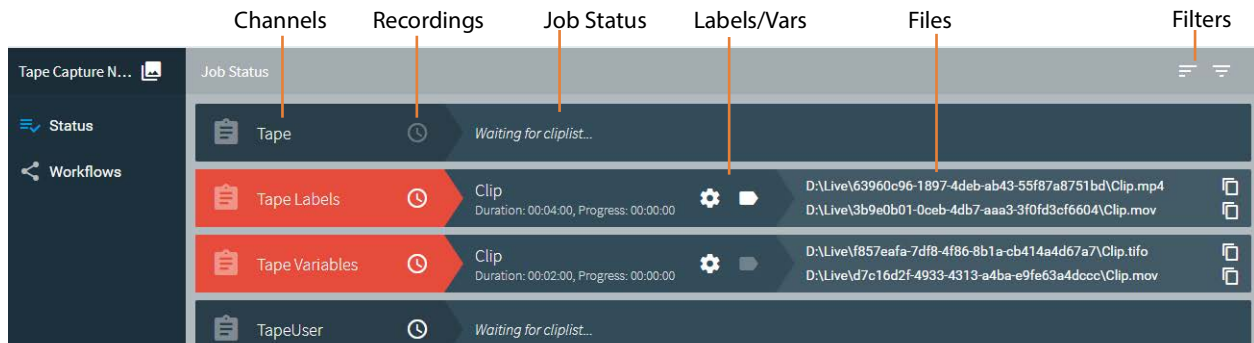 Channels Recordings Job Status Labels/Vars Files Filters
Tape Capture N... Job Status
Status
Workflows
Tape Waiting for cliplist...
Tape Labels
Clip
Duration: 00:04:00, Progress: 00:00:00
D:\Live\63960c96-1897-4deb-ab43-55f87a8751bd\Clip.mp4
D:\Live\3b9e0b01-0ceb-4db7-aaa3-3f0fd3cf6604\Clip.mov
Tape Variables
Clip
Duration: 00:02:00, Progress: 00:00:00
D:\Live\f857eafa-7df8-4f86-8b1a-cb414a4d67a7\Clip.tifo
D:\Live\d7c16d2f-4933-4313-a4ba-e9fe63a4dccc\Clip.mov
TapeUser Waiting for cliplist...